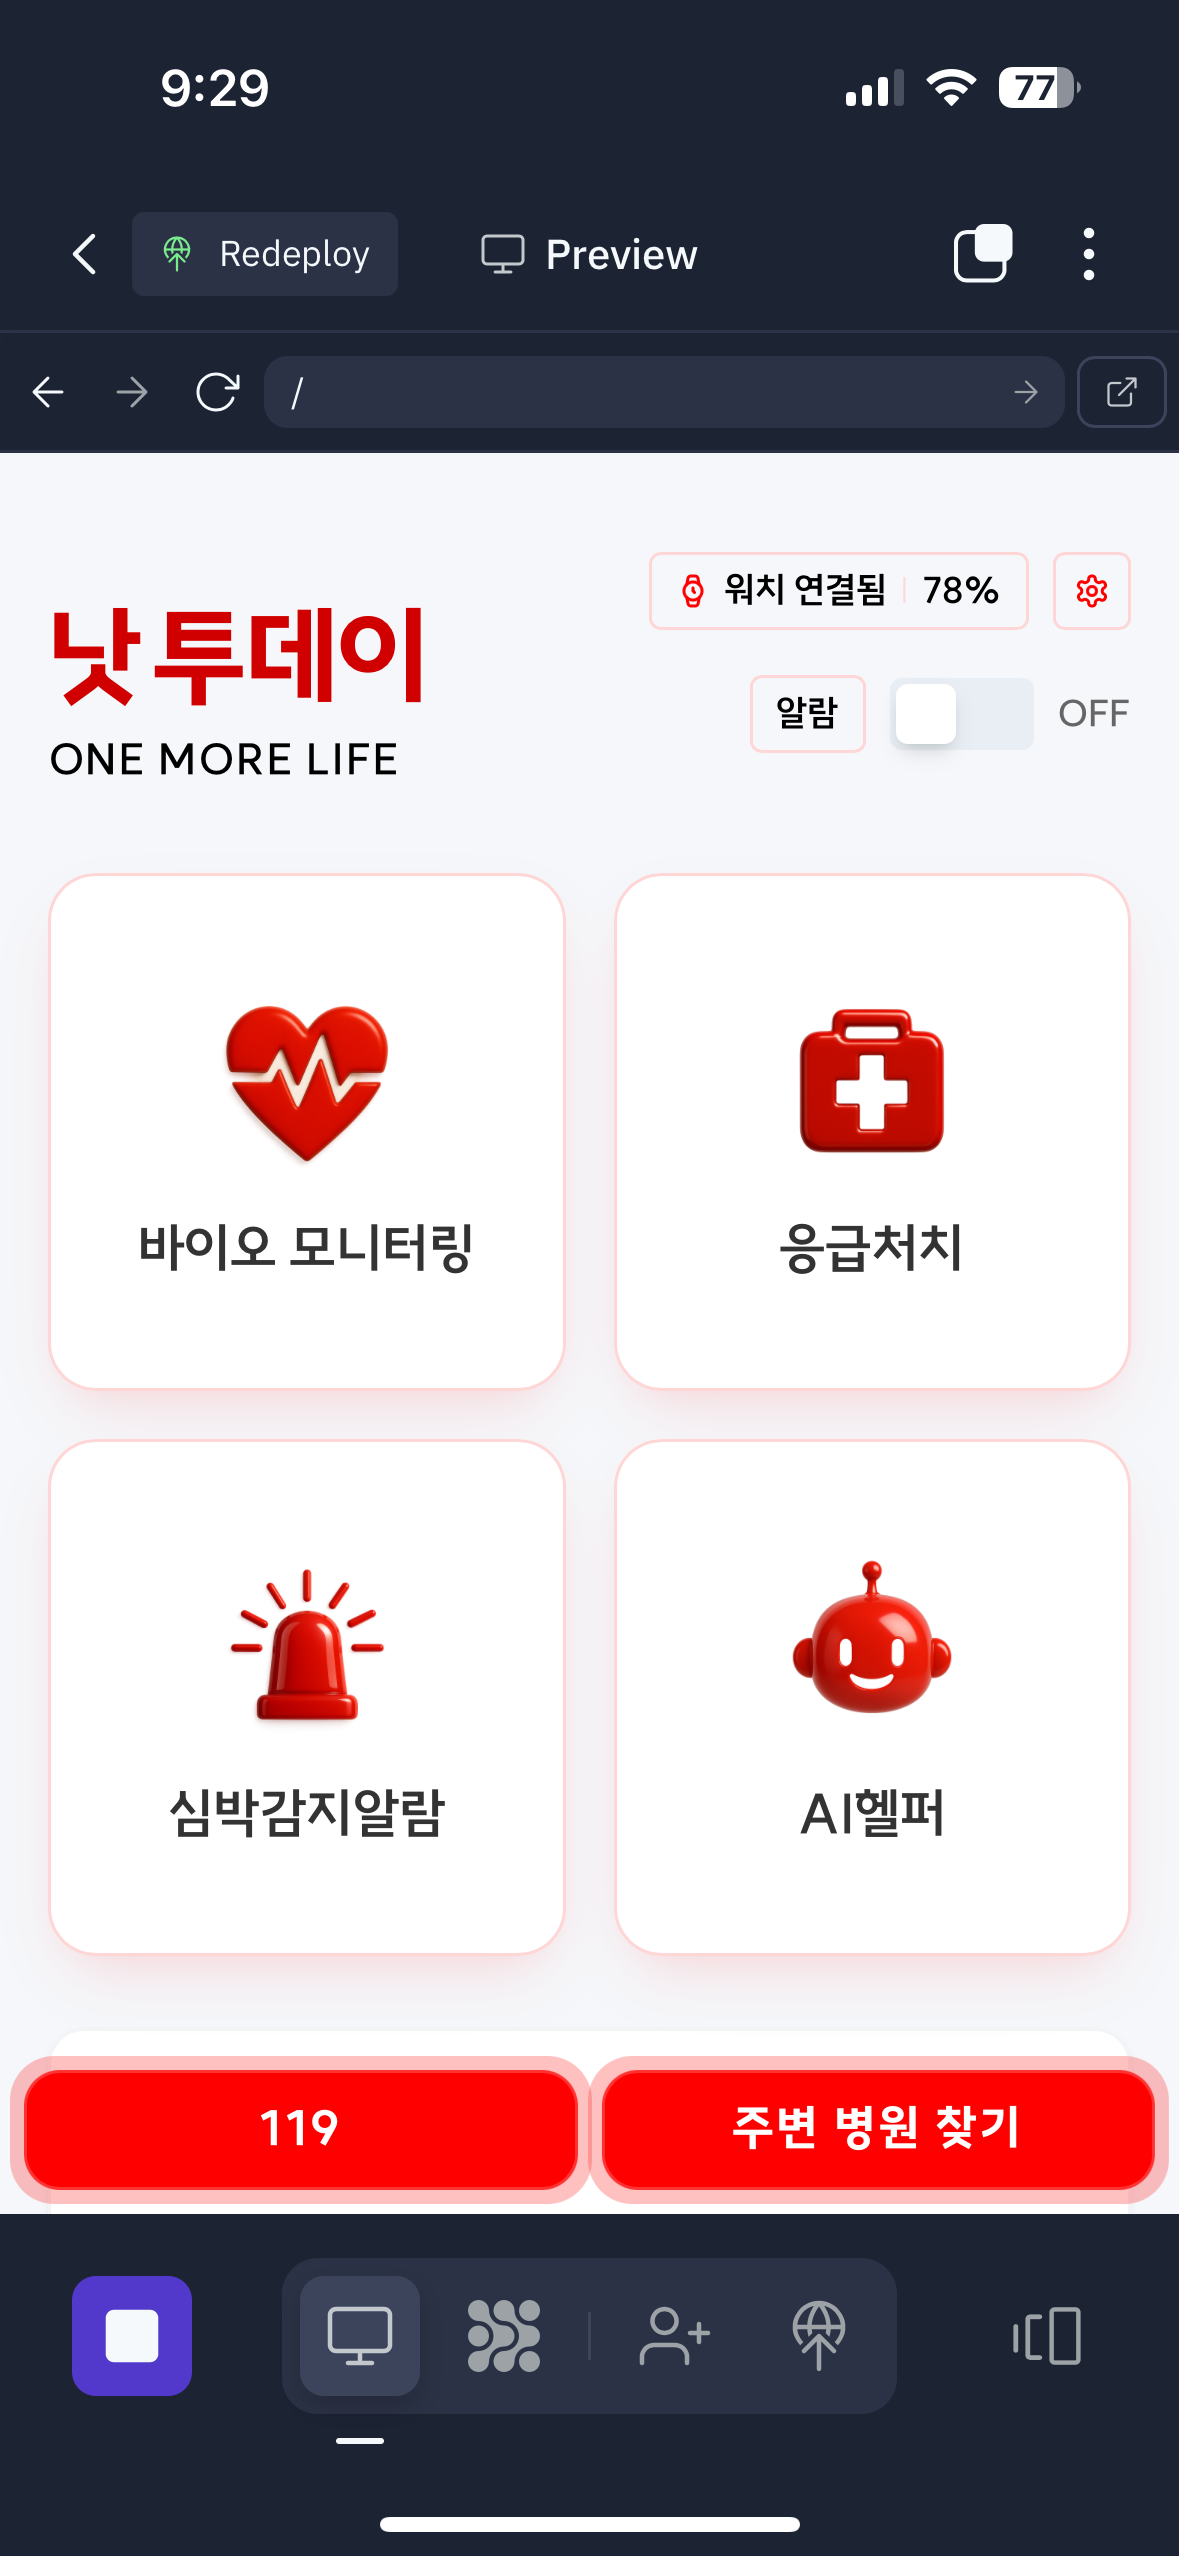 9:29
77
Redeploy
Preview
/
워치 연결됨 78%
낫 투데이
알람
OFF
ONE MORE LIFE
바이오 모니터링
응급처치
심박감지알람
AI헬퍼
119
주변 병원 찾기